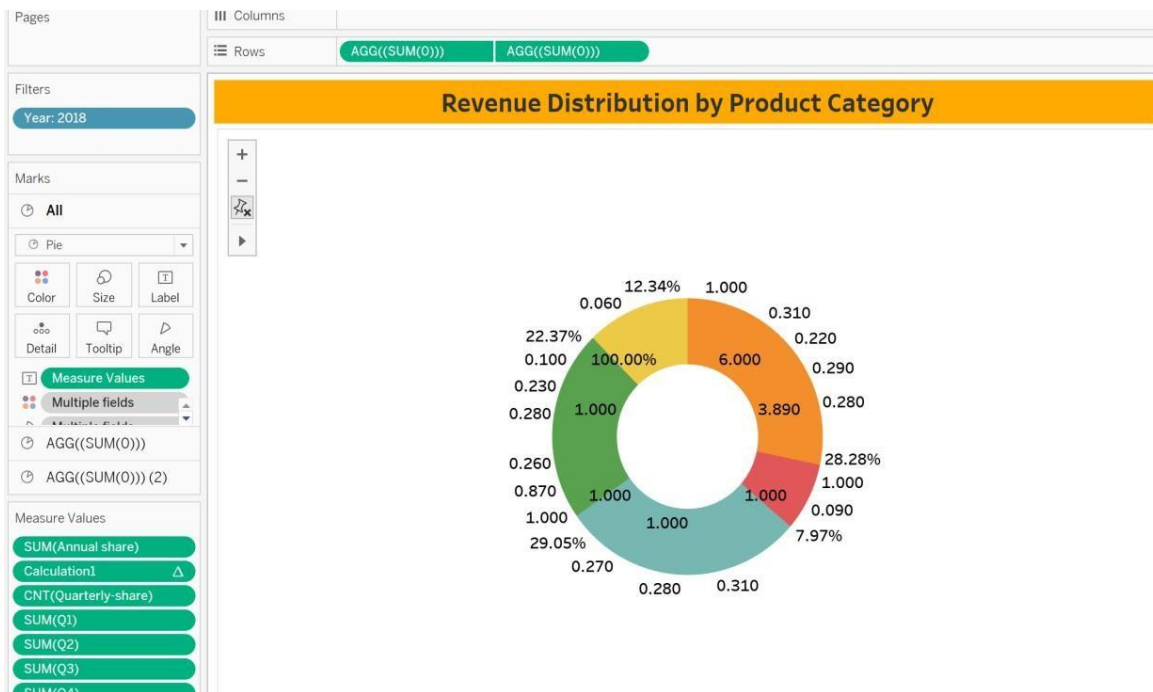 Pages
Columns
Rows
AGG((SUM(0))) AGG((SUM(0)))
Filters
Year: 2018
Revenue Distribution by Product Category
Marks
All
Pie
Color Size Label
Detail Tooltip Angle
Measure Values
Multiple fields
Multiple fields
AGG((SUM(0)))
AGG((SUM(0))) (2)
Measure Values
SUM(Annual share)
Calculation1
CNT(Quarterly-share)
SUM(Q1)
SUM(Q2)
SUM(Q3)
SUM(Q4)
12.34% 1.000
0.060 0.310
22.37% 0.220
0.100 100.00% 6.000 0.290
0.230
0.280 1.000 3.890 0.280
0.260 28.28%
0.870 1.000 1.000 1.000
1.000 1.000 0.090
29.05% 7.97%
0.270 0.280 0.310